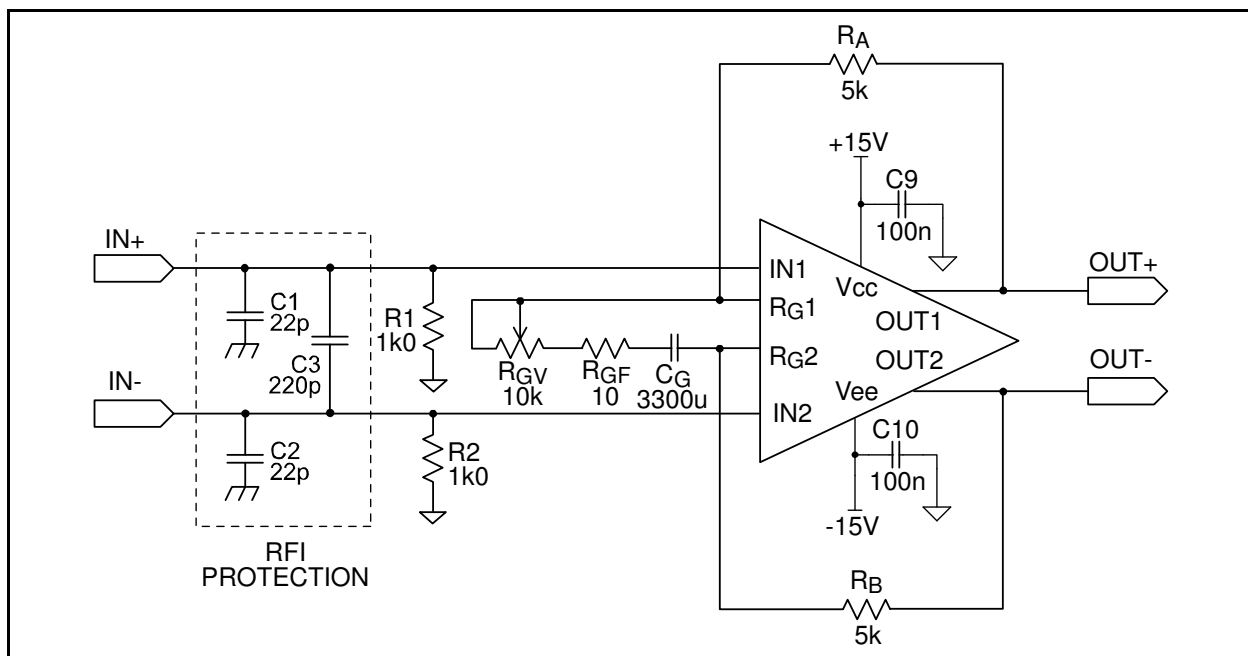 RA
5k
+15V
C9
100n
IN+
OUT+
C1
22p
R1
1k0
IN1
Vcc
RG1
OUT1
C3
220p
RGV
10k
RGF
10
CG
3300u
RG2
OUT2
IN-
OUT-
Vee
IN2
C2
22p
R2
1k0
C10
100n
-15V
RFI
PROTECTION
RB
5k